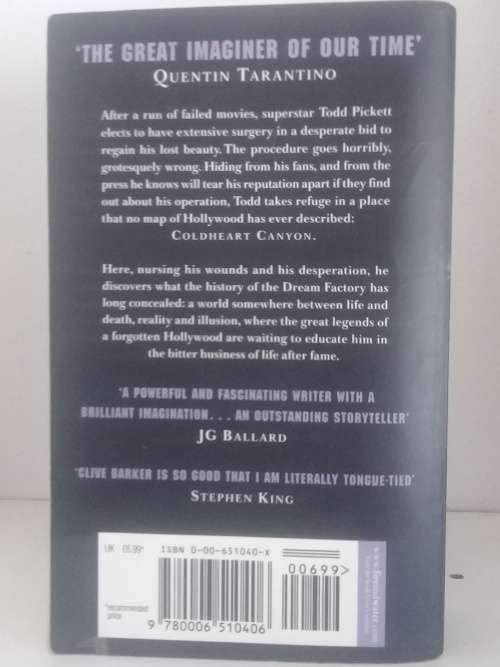 'THE GREAT IMAGINER OF OUR TIME'
QUENTIN TARANTINO
After a run of failed movies, superstar Todd Pickett
elects to have extensive surgery in a desperate bid to
regain his lost beauty. The procedure goes horribly,
grotesquely wrong. Hiding from his fans, and from the
press he knows will tear his reputation apart if they find
out about his operation, Todd takes refuge in a place
that no map of Hollywood has ever described:
COLDHEART CANYON.
Here, nursing his wounds and his desperation, he
discovers what the history of the Dream Factory has
long concealed: a world somewhere between life and
death, reality and illusion, where the great legends of
a forgotten Hollywood are waiting to educate him in
the bitter business of life after fame.
'A POWERFUL AND FASCINATING WRITER WITH A
BRILLIANT IMAGINATION... AN OUTSTANDING STORYTELLER'
JG BALLARD
'CLIVE BARKER IS SO GOOD THAT I AM LITERALLY TONGUE-TIED'
STEPHEN KING
UK £6.99*
ISBN 0-00-651040-X
00699>
*recommended
price
9 780006 510406
www.fireandwater.com